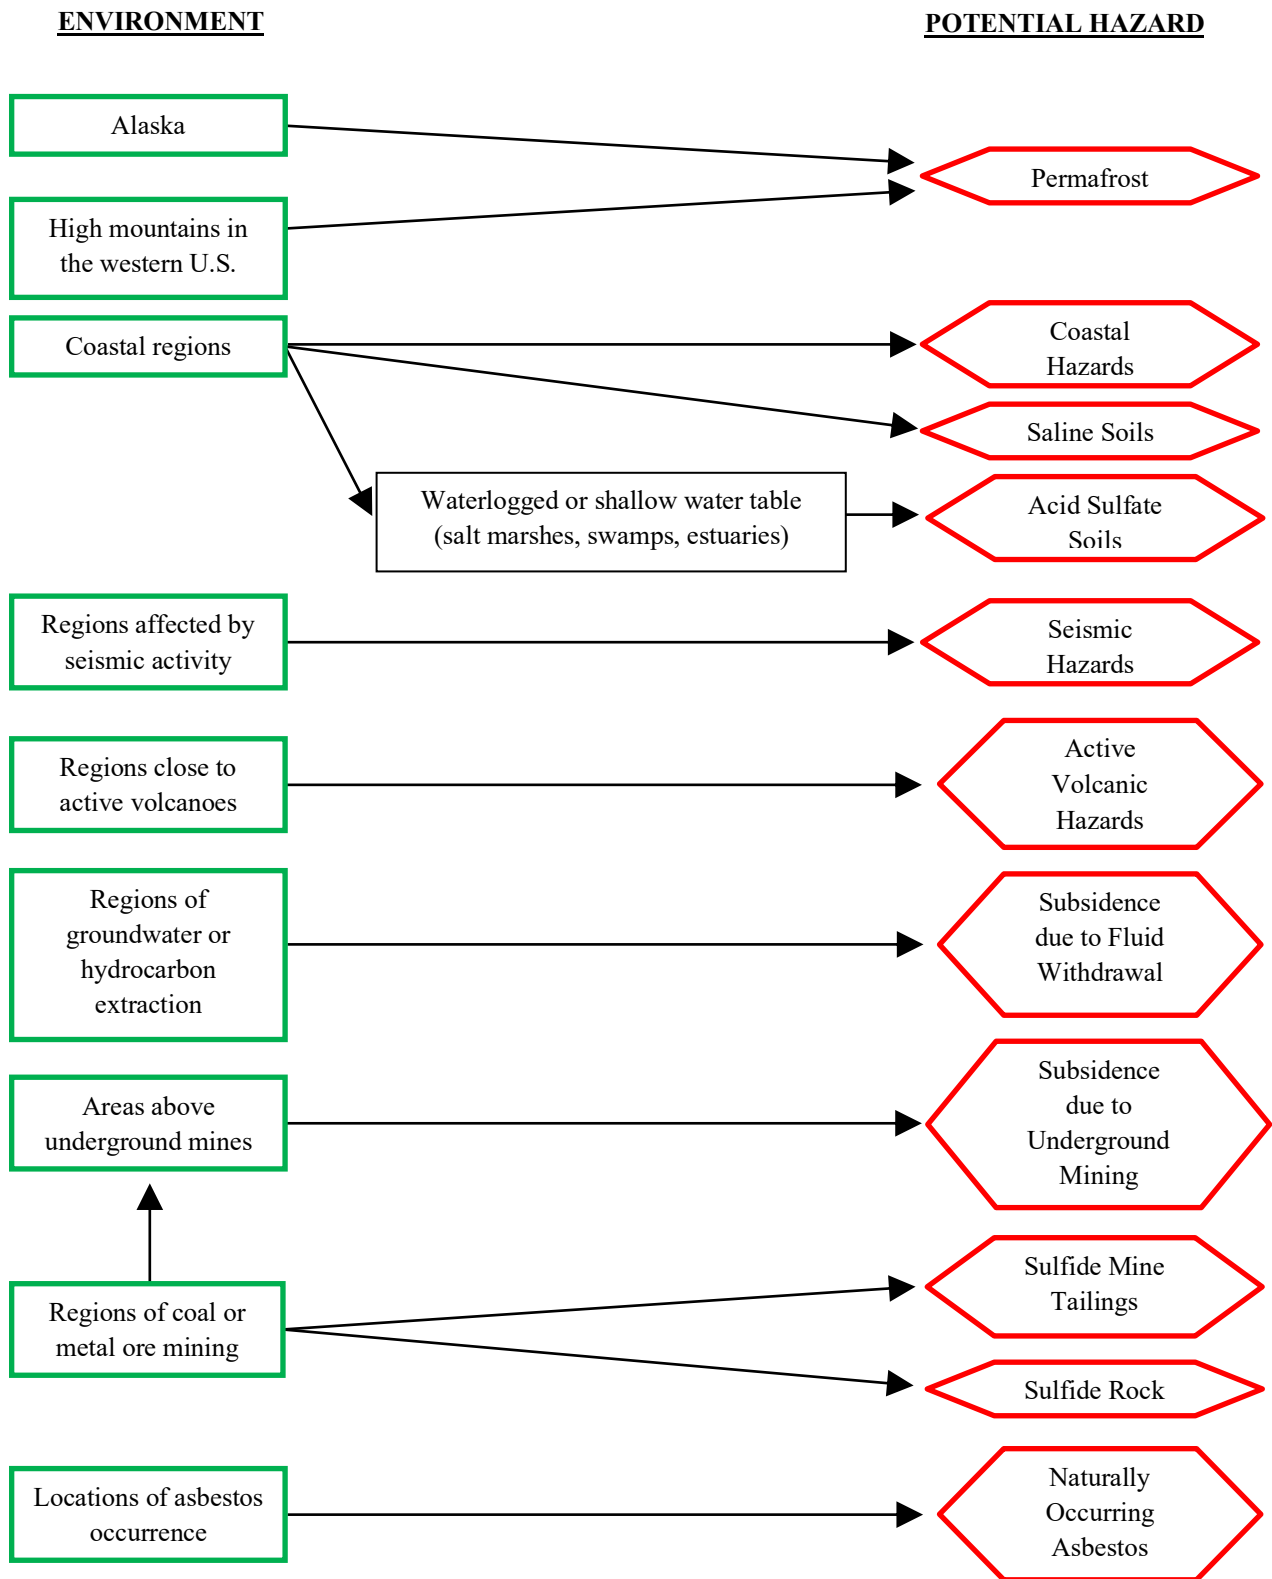 ENVIRONMENT
POTENTIAL HAZARD
Alaska
Permafrost
High mountains in
the western U.S.
Coastal regions
Coastal
Hazards
Saline Soils
Waterlogged or shallow water table
(salt marshes, swamps, estuaries)
Acid Sulfate
Soils
Regions affected by
seismic activity
Seismic
Hazards
Regions close to
active volcanoes
Active
Volcanic
Hazards
Regions of
groundwater or
hydrocarbon
extraction
Subsidence
due to Fluid
Withdrawal
Areas above
underground mines
Subsidence
due to
Underground
Mining
Regions of coal or
metal ore mining
Sulfide Mine
Tailings
Sulfide Rock
Locations of asbestos
occurrence
Naturally
Occurring
Asbestos